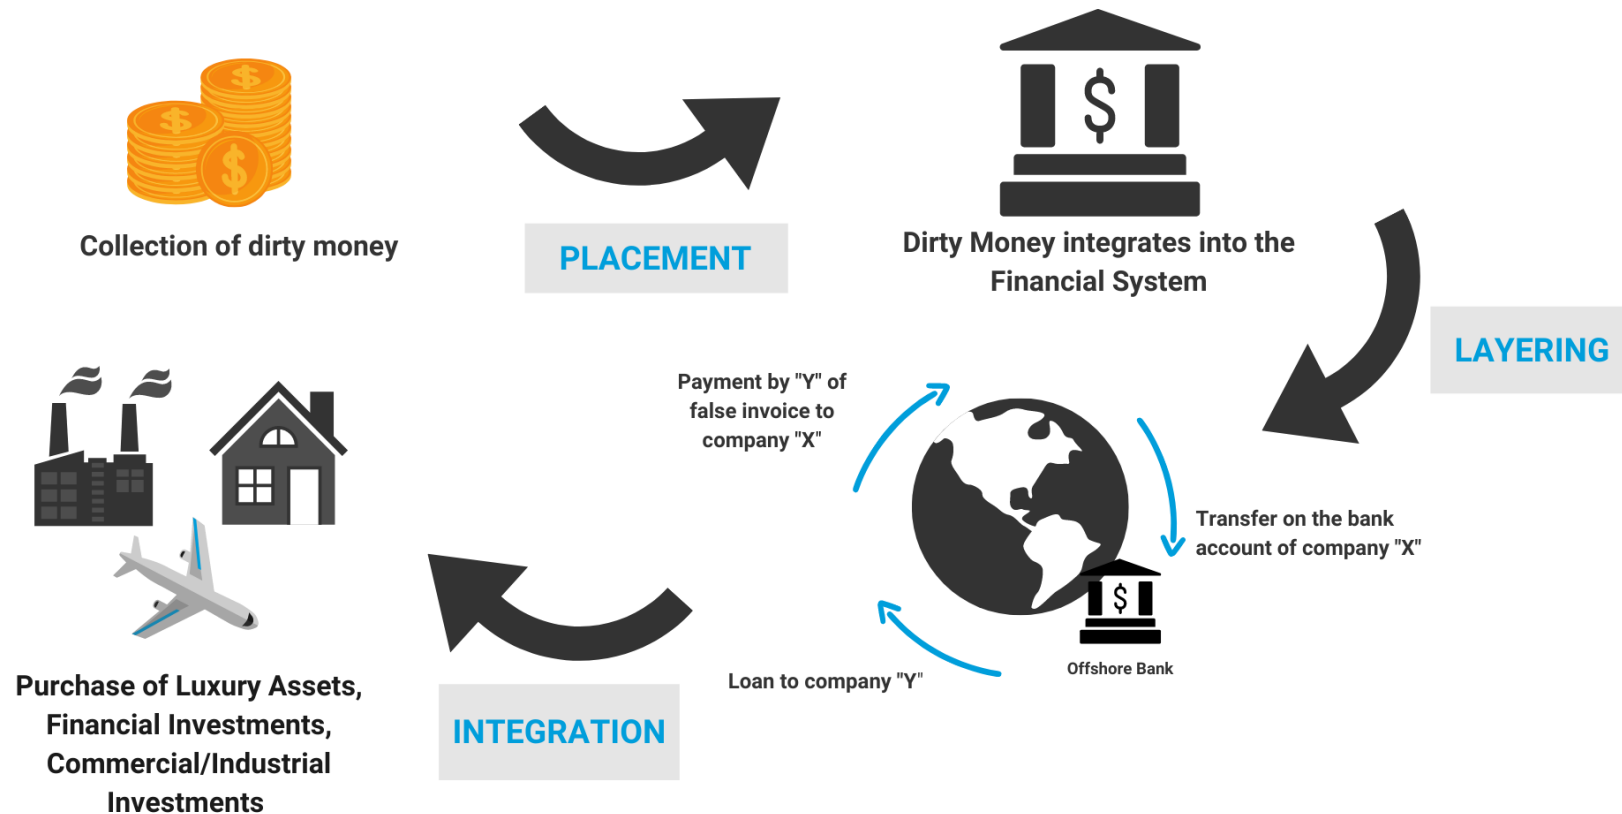 Collection of dirty money
PLACEMENT
$
Dirty Money integrates into the
Financial System
LAYERING
Payment by "Y" of
false invoice to
company "X"
Transfer on the bank
account of company "X"
$
Offshore Bank
Loan to company "Y"
INTEGRATION
Purchase of Luxury Assets,
Financial Investments,
Commercial/Industrial
Investments